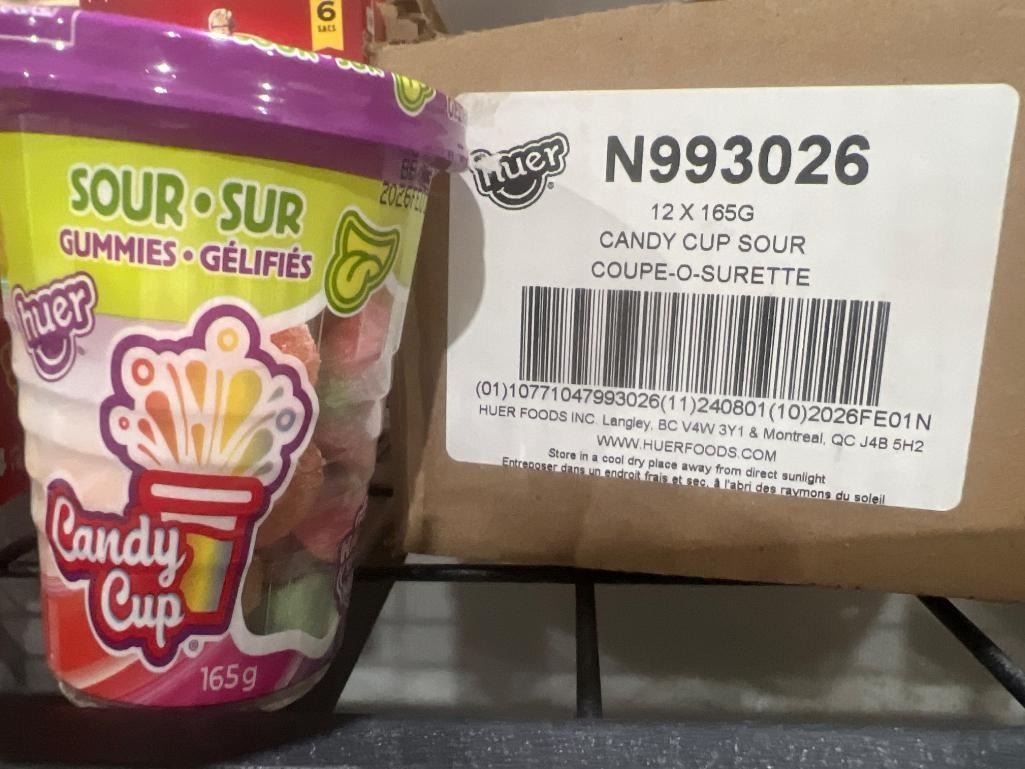 6
SACS
SOUR • SUR
GUMMIES • GÉLIFIÉS
huer
Candy
Cup
165g
huer
N993026
12 X 165G
CANDY CUP SOUR
COUPE-O-SURETTE
(01)10771047993026(11)240801(10)2026FE01N
HUER FOODS INC. Langley, BC V4W 3Y1 & Montreal, QC J4B 5H2
WWW.HUERFOODS.COM
Store in a cool dry place away from direct sunlight
Entreposer dans un endroit frais et sec, à l'abri des raymons du soleil